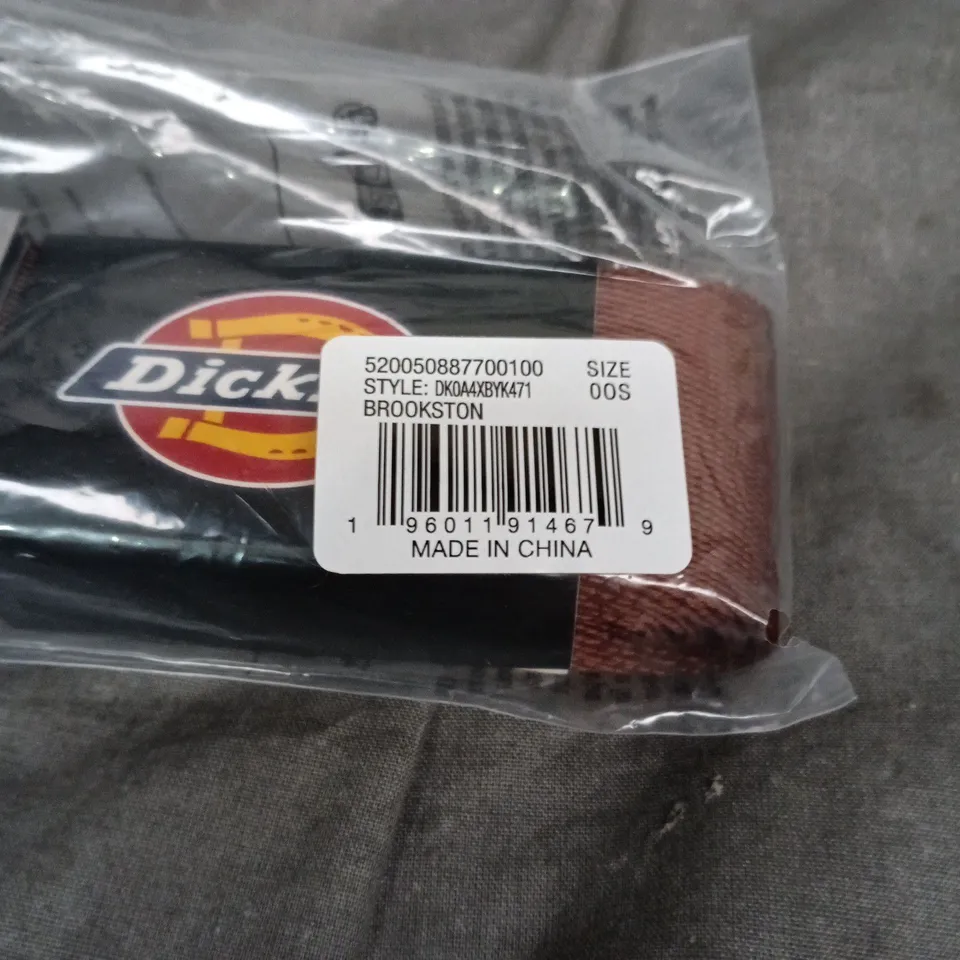 Dick
520050887700100 SIZE
STYLE: DK0A4XBYK471 00S
BROOKSTON
1 96011 91467 9
MADE IN CHINA